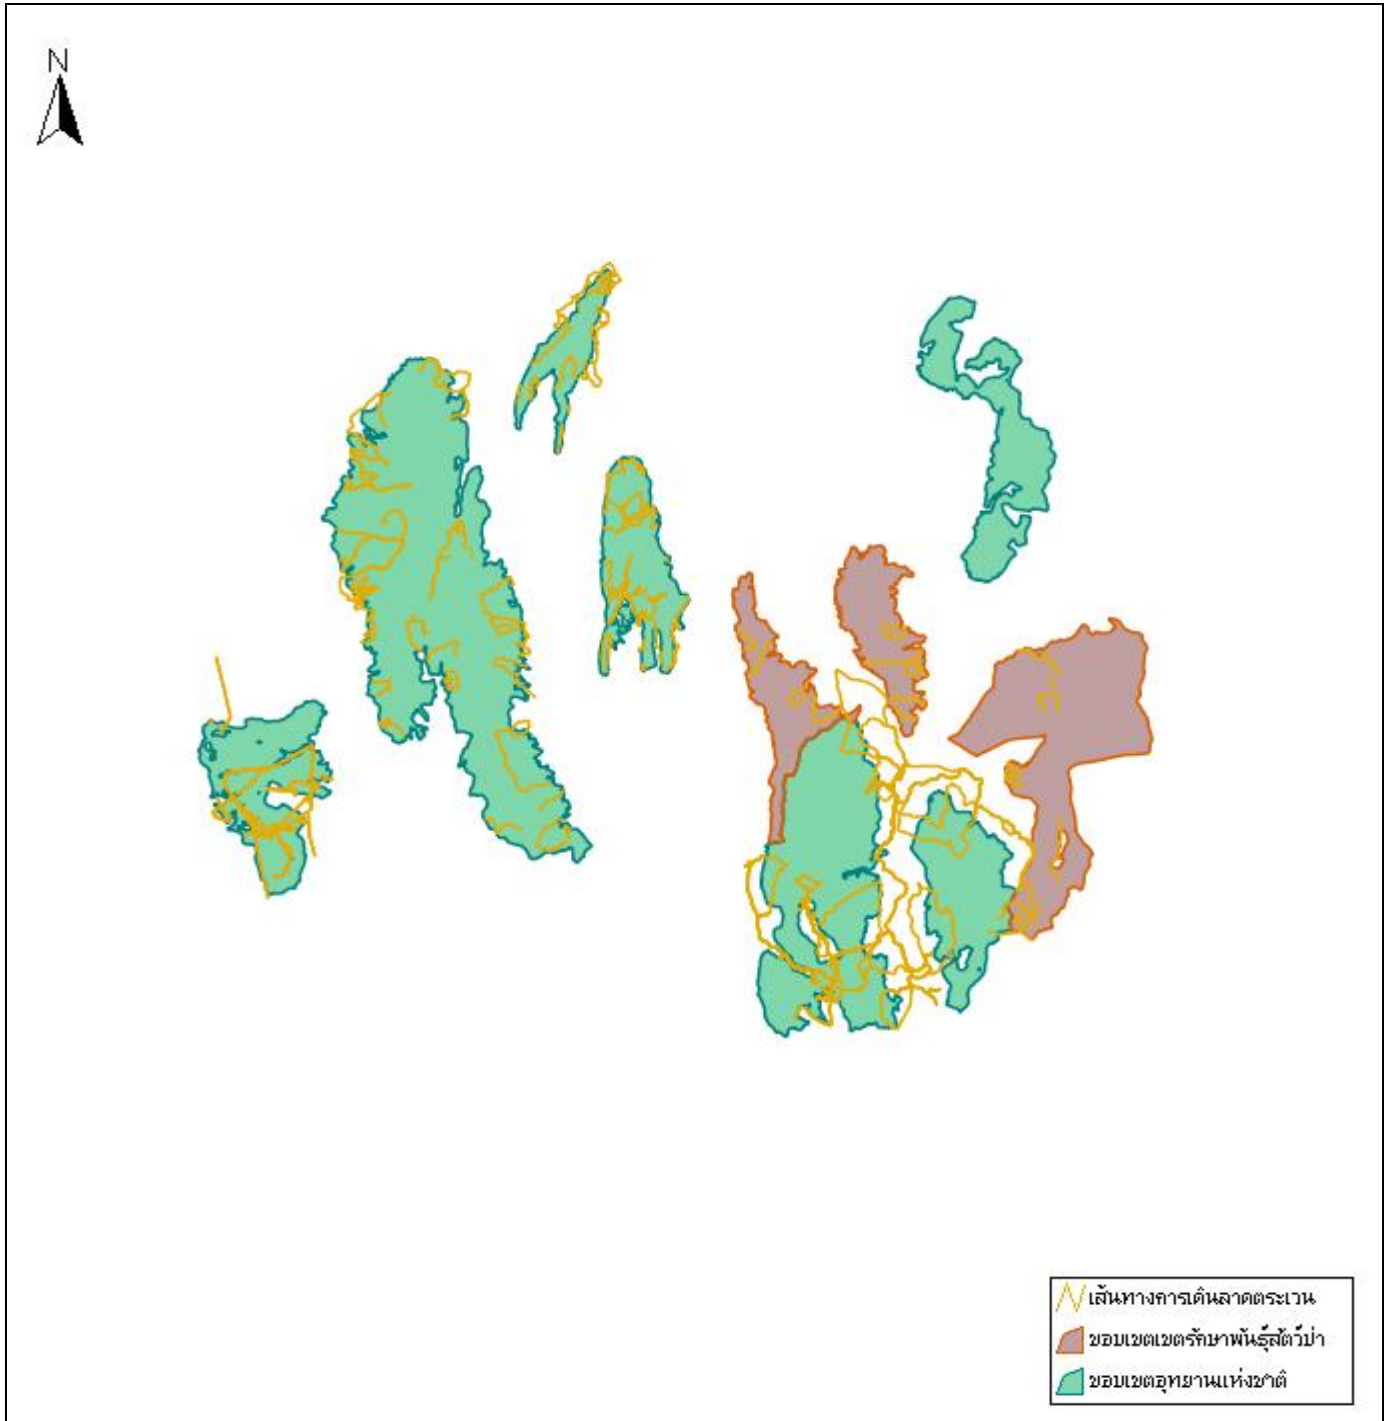 N
เส้นทางการเดินลาดตระเวน
ขอบเขตเขตรักษาพันธุ์สัตว์ป่า
ขอบเขตอุทยานแห่งชาติ